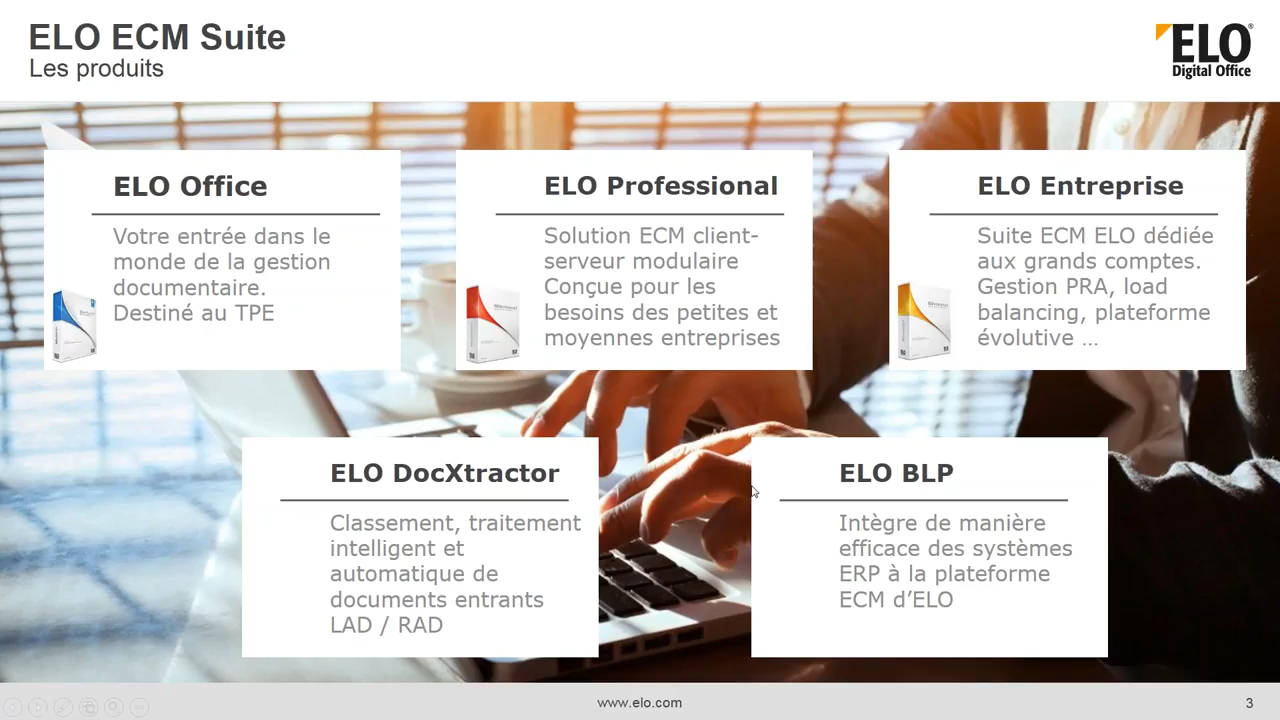 ELO ECM Suite
Les produits
ELO®
Digital Office
ELO Office
Votre entrée dans le
monde de la gestion
documentaire.
Destiné au TPE
ELO Professional
Solution ECM client-
serveur modulaire
Conçue pour les
besoins des petites et
moyennes entreprises
ELO Entreprise
Suite ECM ELO dédiée
aux grands comptes.
Gestion PRA, load
balancing, plateforme
évolutive ...
ELO DocXtractor
Classement, traitement
intelligent et
automatique de
documents entrants
LAD / RAD
ELO BLP
Intègre de manière
efficace des systèmes
ERP à la plateforme
ECM d’ELO
www.elo.com
3